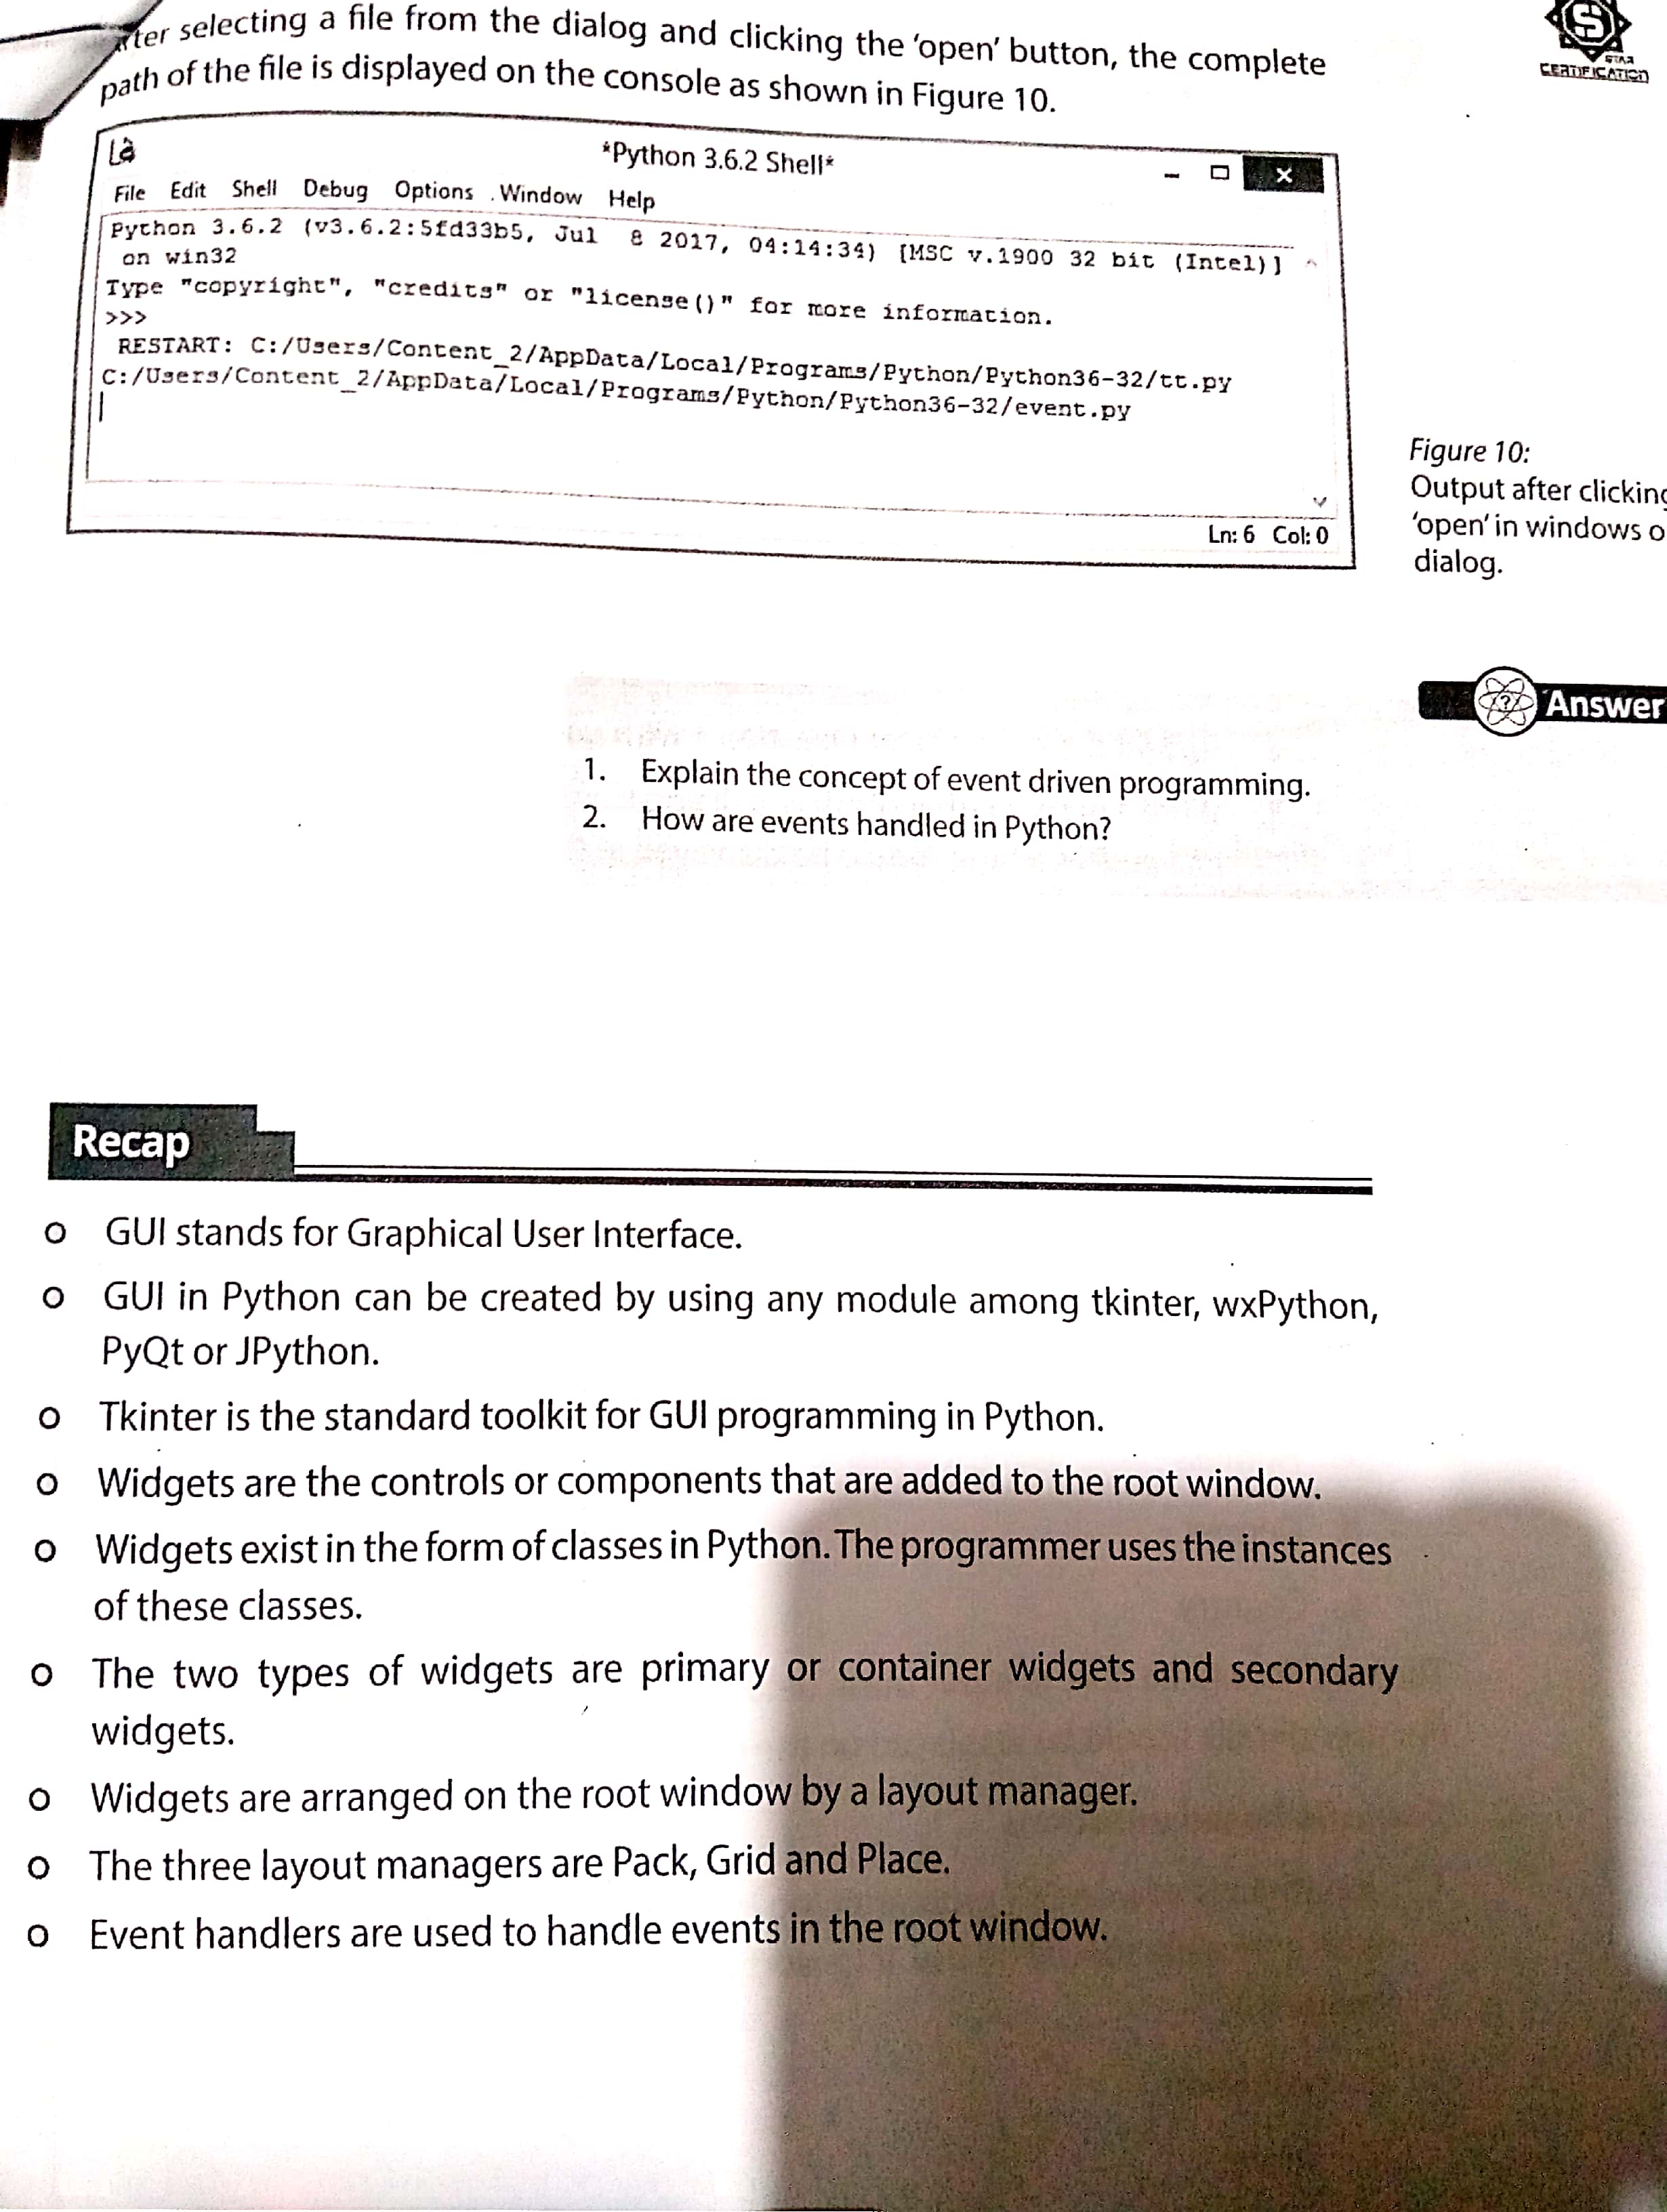 selecting a file from the dialog and clicking the ‘open’ button, the complete
path of the file is displayed on the console as shown in Figure 10.
STAR
CERTIFICATION
*Python 3.6.2 Shell*
File Edit Shell Debug Options Window Help
Python 3.6.2 (v3.6.2:5fd33b5, Jul 8 2017, 04:14:34) [MSC v.1900 32 bit (Intel)]
on win32
Type "copyright", "credits" or "license()" for more information.
>>>
RESTART: C:/Users/Content_2/AppData/Local/Programs/Python/Python36-32/tt.py
C:/Users/Content_2/AppData/Local/Programs/Python/Python36-32/event.py
Ln: 6 Col: 0
Figure 10:
Output after clicking
‘open’ in windows o
dialog.
Answer
1. Explain the concept of event driven programming.
2. How are events handled in Python?
Recap
o GUI stands for Graphical User Interface.
o GUI in Python can be created by using any module among tkinter, wxPython,
PyQt or JPython.
o Tkinter is the standard toolkit for GUI programming in Python.
o Widgets are the controls or components that are added to the root window.
o Widgets exist in the form of classes in Python. The programmer uses the instances
of these classes.
o The two types of widgets are primary or container widgets and secondary
widgets.
o Widgets are arranged on the root window by a layout manager.
o The three layout managers are Pack, Grid and Place.
o Event handlers are used to handle events in the root window.